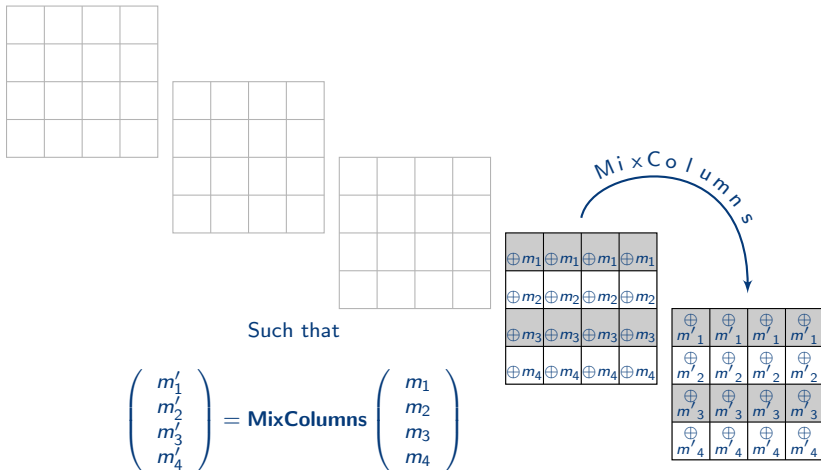 MixColumns
⊕m₁ ⊕m₁ ⊕m₁ ⊕m₁
⊕m₂ ⊕m₂ ⊕m₂ ⊕m₂
⊕m₃ ⊕m₃ ⊕m₃ ⊕m₃
⊕m₄ ⊕m₄ ⊕m₄ ⊕m₄
⊕ ⊕ ⊕ ⊕
m′₁ m′₁ m′₁ m′₁
⊕ ⊕ ⊕ ⊕
m′₂ m′₂ m′₂ m′₂
⊕ ⊕ ⊕ ⊕
m′₃ m′₃ m′₃ m′₃
⊕ ⊕ ⊕ ⊕
m′₄ m′₄ m′₄ m′₄
Such that
( m′₁ m′₂ m′₃ m′₄ ) = MixColumns ( m₁ m₂ m₃ m₄ )